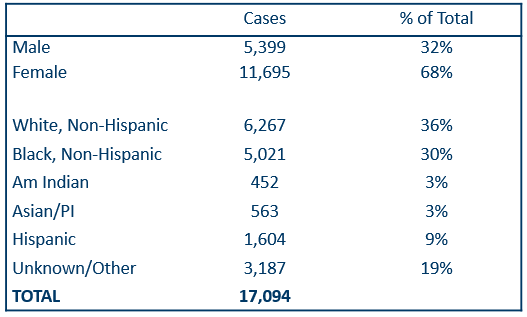 Cases % of Total
Male 5,399 32%
Female 11,695 68%
White, Non-Hispanic 6,267 36%
Black, Non-Hispanic 5,021 30%
Am Indian 452 3%
Asian/PI 563 3%
Hispanic 1,604 9%
Unknown/Other 3,187 19%
TOTAL 17,094